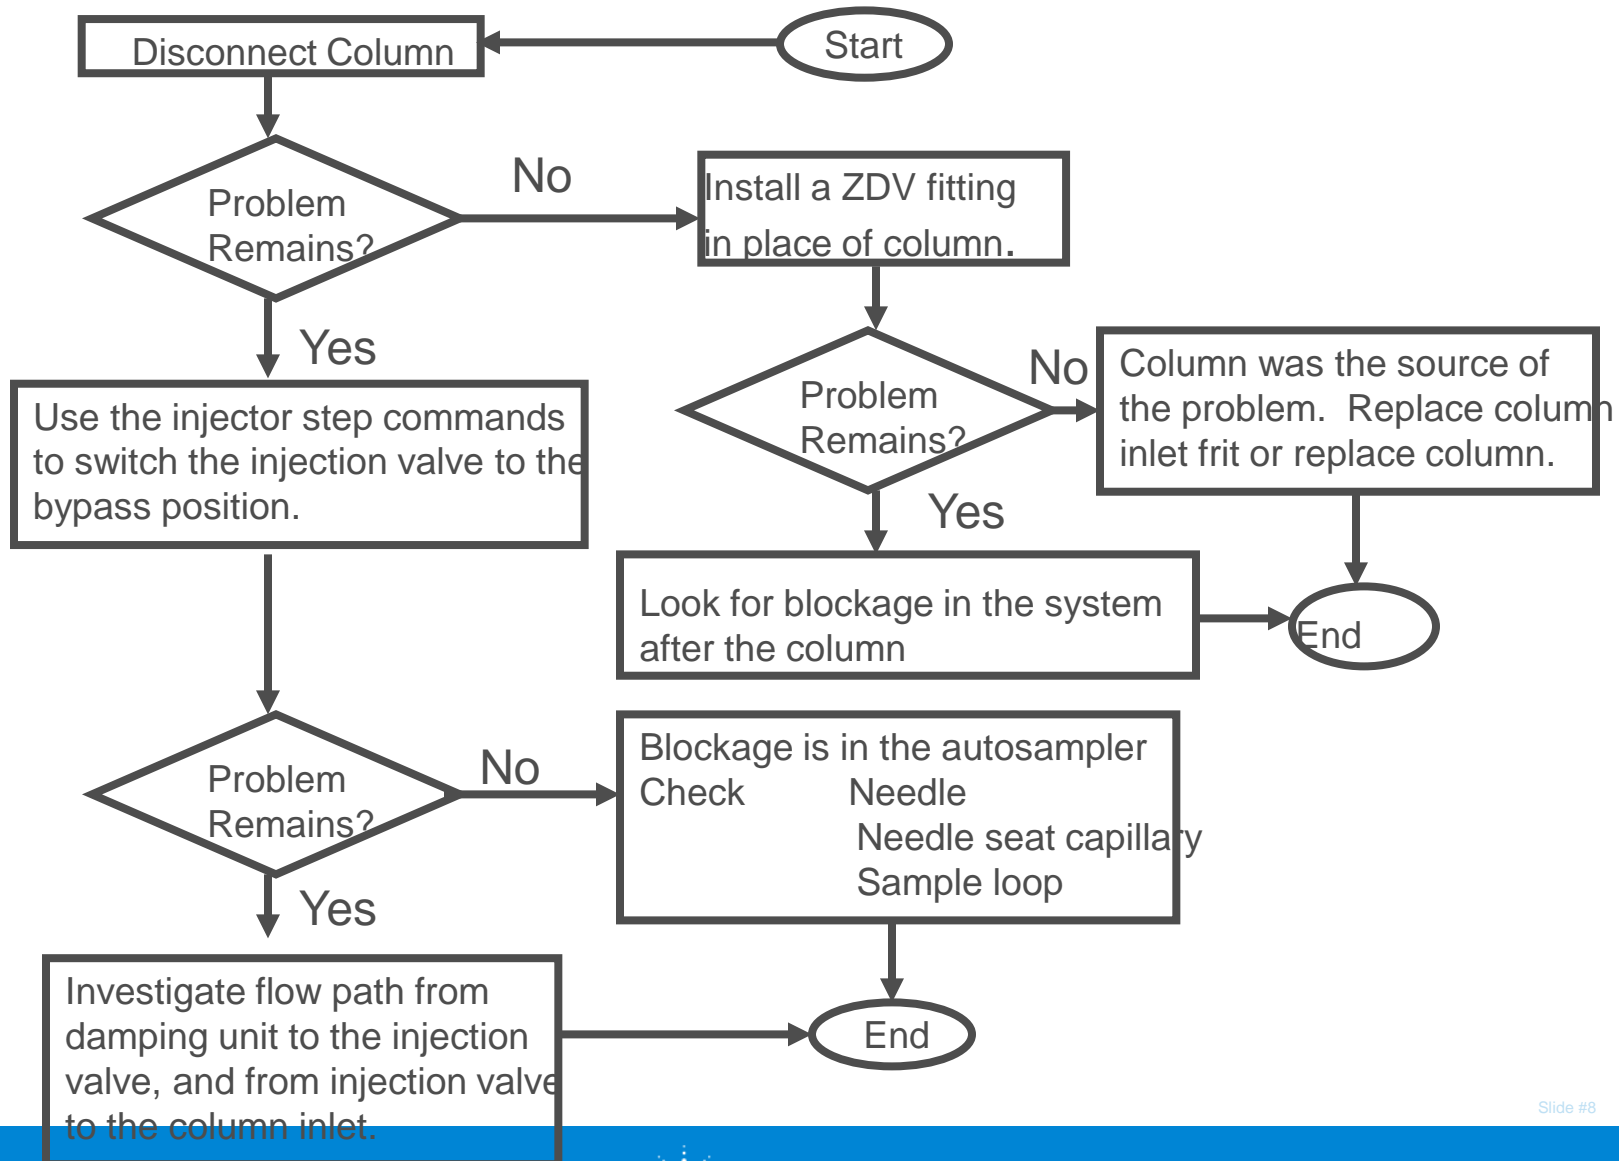 Disconnect Column
Start
Problem
Remains?
No
Install a ZDV fitting
in place of column.
Yes
Problem
Remains?
No
Column was the source of
the problem. Replace column
inlet frit or replace column.
Use the injector step commands
to switch the injection valve to the
bypass position.
Yes
Look for blockage in the system
after the column
End
Problem
Remains?
No
Blockage is in the autosampler
Check Needle
Needle seat capillary
Sample loop
Yes
Investigate flow path from
damping unit to the injection
valve, and from injection valve
to the column inlet.
End
Slide #8